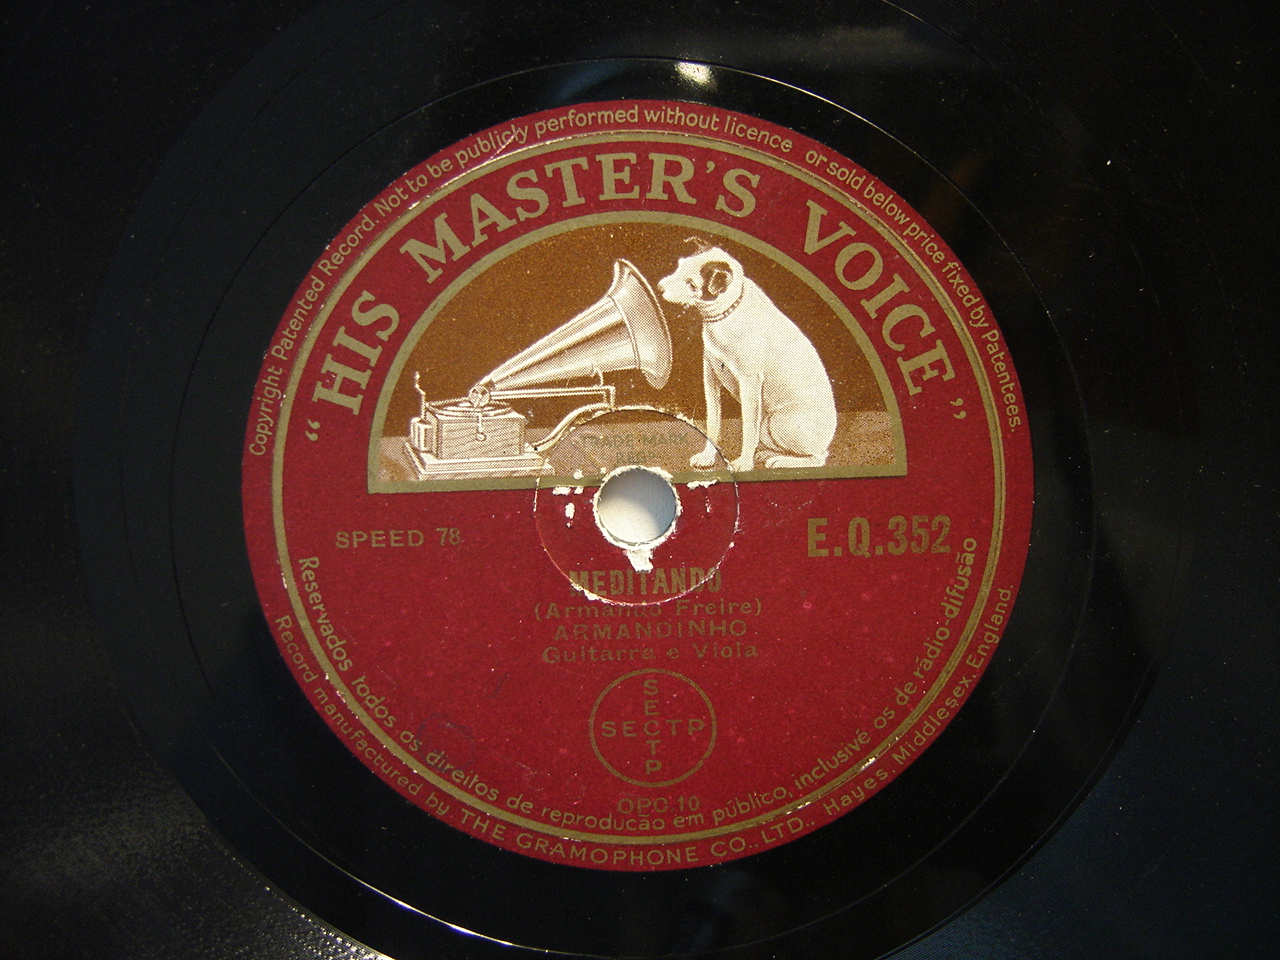 Copyright Patented Record. Not to be publicly performed without licence or sold below price fixed by Patentees.
"HIS MASTER'S VOICE"
TRADE MARK
REGD
SPEED 78
E.Q.352
MEDITANDO
(Armando Freire)
ARMANDINHO
Guitarra e Viola
SECTP
SECTP
OPO 10
Reservados todos os direitos de reproducão em público, inclusivé os de rádio-difusão
Record manufactured by THE GRAMOPHONE CO., LTD., Hayes, Middlesex, England.